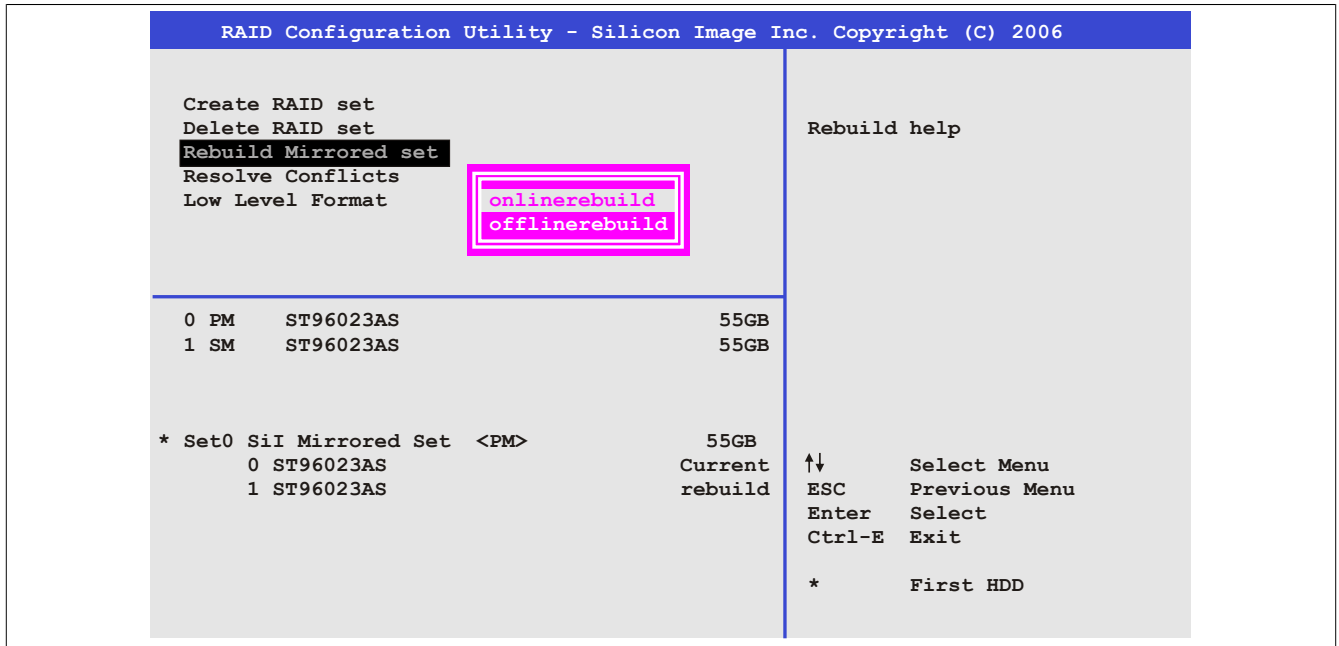 RAID Configuration Utility - Silicon Image Inc. Copyright (C) 2006
Create RAID set
Delete RAID set
Rebuild Mirrored set
Resolve Conflicts
Low Level Format
onlinerebuild
offlinerebuild
Rebuild help
0 PM ST96023AS 55GB
1 SM ST96023AS 55GB
* Set0 SiI Mirrored Set <PM> 55GB
0 ST96023AS Current
1 ST96023AS rebuild
↑↓ Select Menu
ESC Previous Menu
Enter Select
Ctrl-E Exit
* First HDD